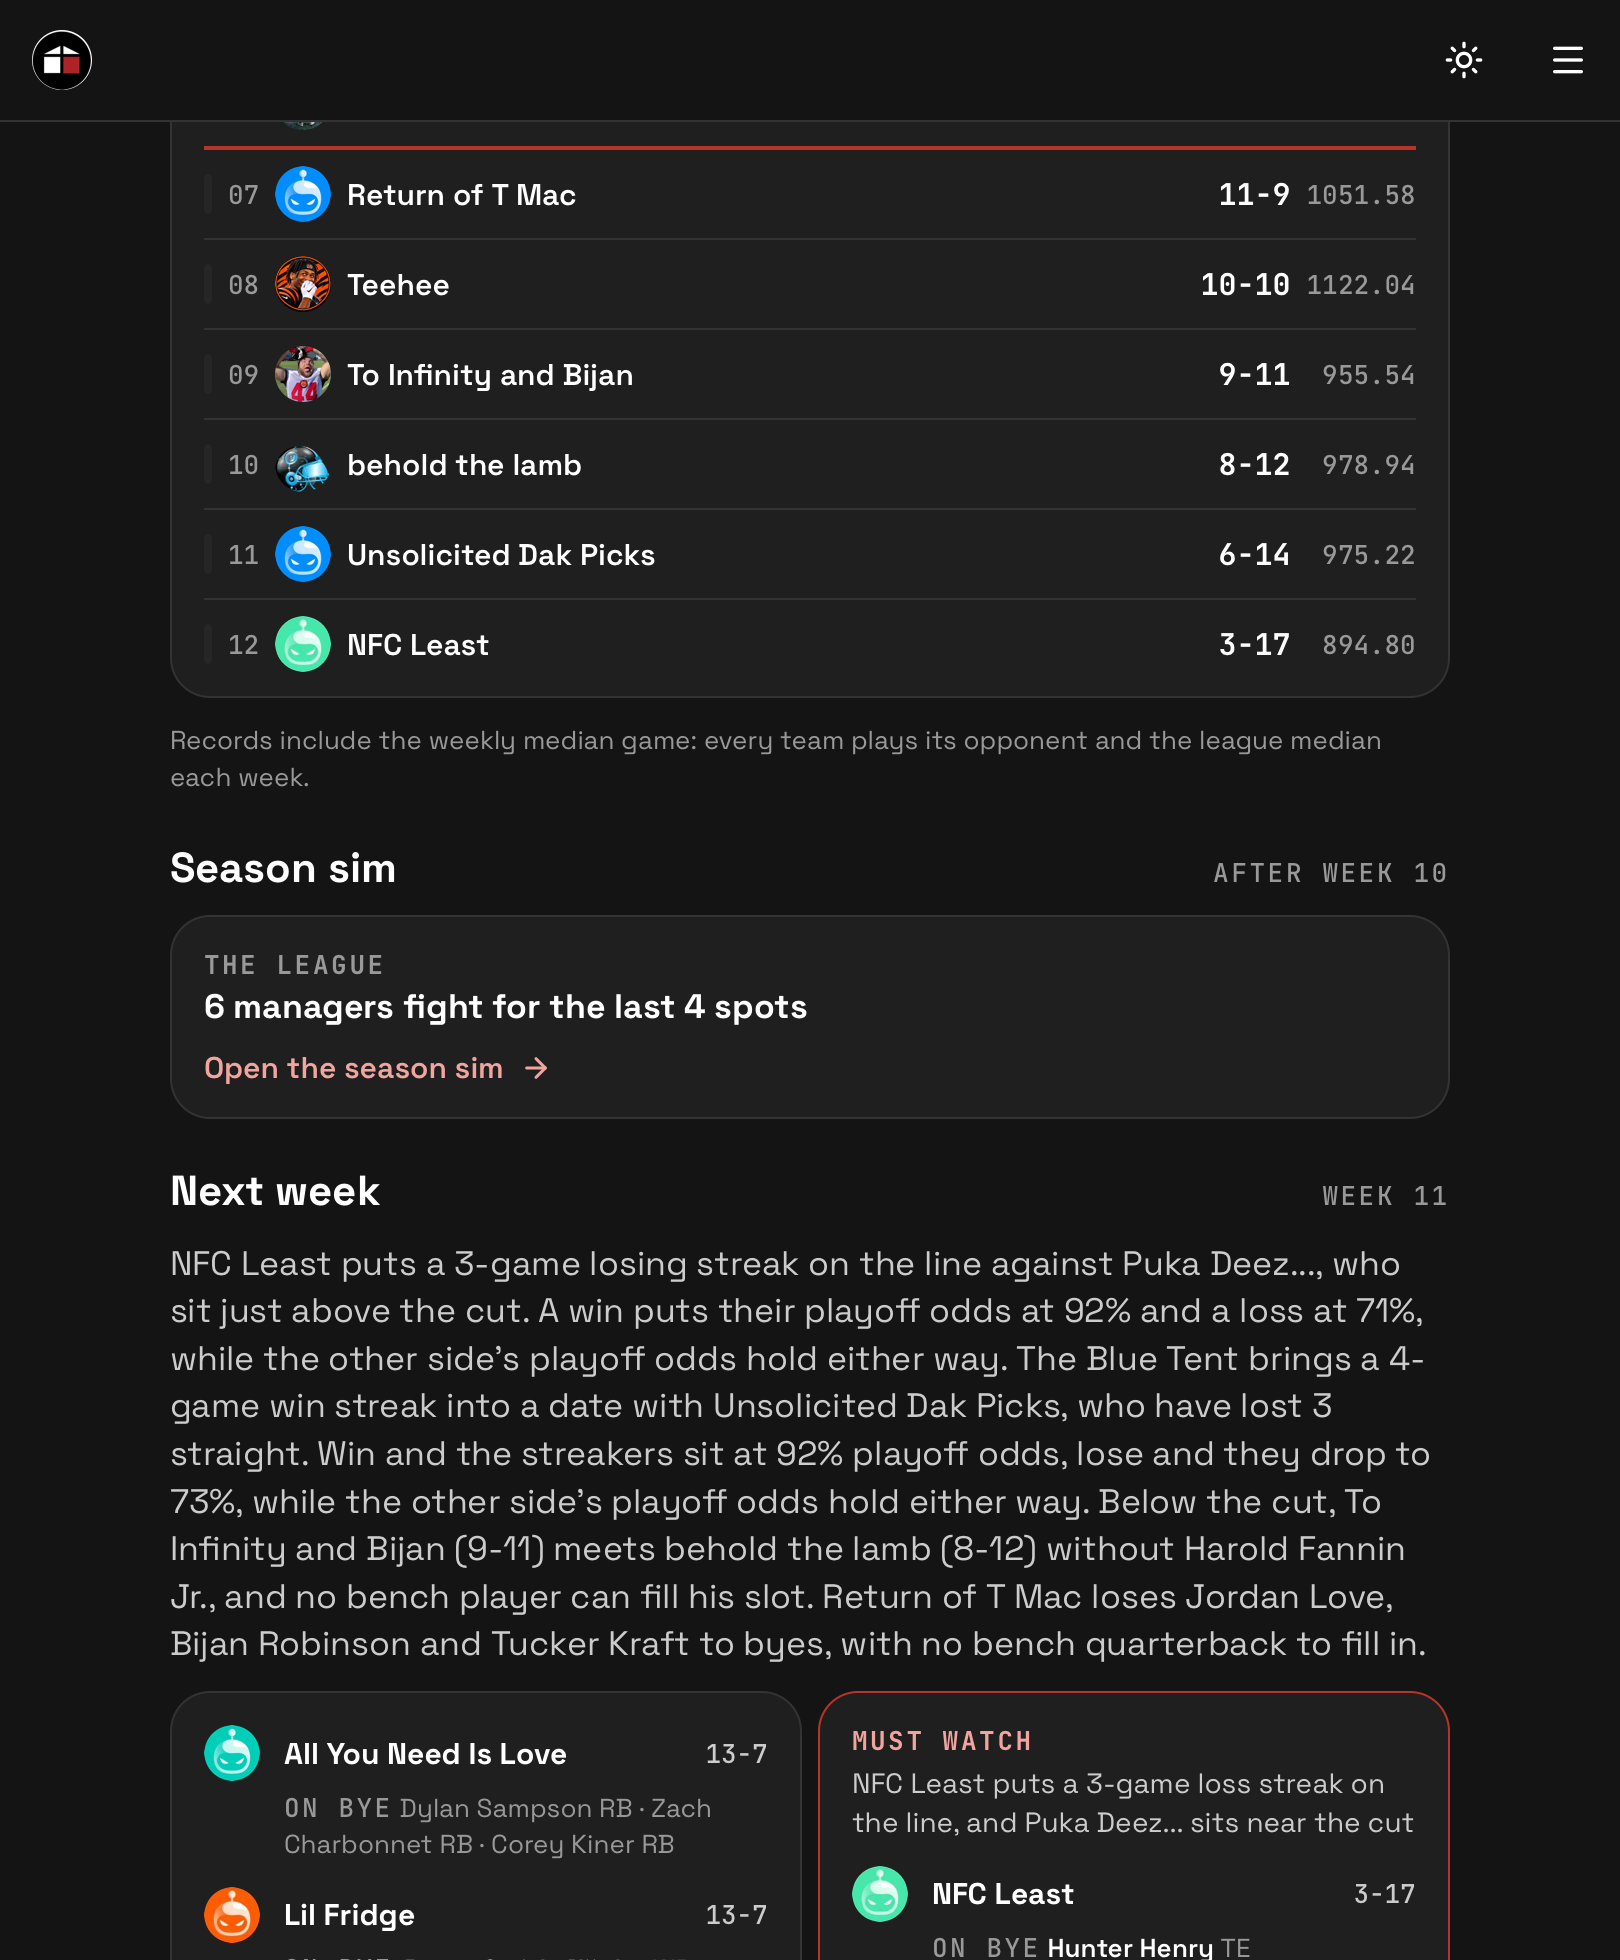 07 Return of T Mac 11-9 1051.58
08 Teehee 10-10 1122.04
09 To Infinity and Bijan 9-11 955.54
10 behold the lamb 8-12 978.94
11 Unsolicited Dak Picks 6-14 975.22
12 NFC Least 3-17 894.80
Records include the weekly median game: every team plays its opponent and the league median
each week.
Season sim AFTER WEEK 10
THE LEAGUE
6 managers fight for the last 4 spots
Open the season sim →
Next week WEEK 11
NFC Least puts a 3-game losing streak on the line against Puka Deez..., who
sit just above the cut. A win puts their playoff odds at 92% and a loss at 71%,
while the other side's playoff odds hold either way. The Blue Tent brings a 4-
game win streak into a date with Unsolicited Dak Picks, who have lost 3
straight. Win and the streakers sit at 92% playoff odds, lose and they drop to
73%, while the other side's playoff odds hold either way. Below the cut, To
Infinity and Bijan (9-11) meets behold the lamb (8-12) without Harold Fannin
Jr., and no bench player can fill his slot. Return of T Mac loses Jordan Love,
Bijan Robinson and Tucker Kraft to byes, with no bench quarterback to fill in.
All You Need Is Love 13-7
ON BYE Dylan Sampson RB · Zach
Charbonnet RB · Corey Kiner RB
Lil Fridge 13-7
MUST WATCH
NFC Least puts a 3-game loss streak on
the line, and Puka Deez... sits near the cut
NFC Least 3-17
ON BYE Hunter Henry TE